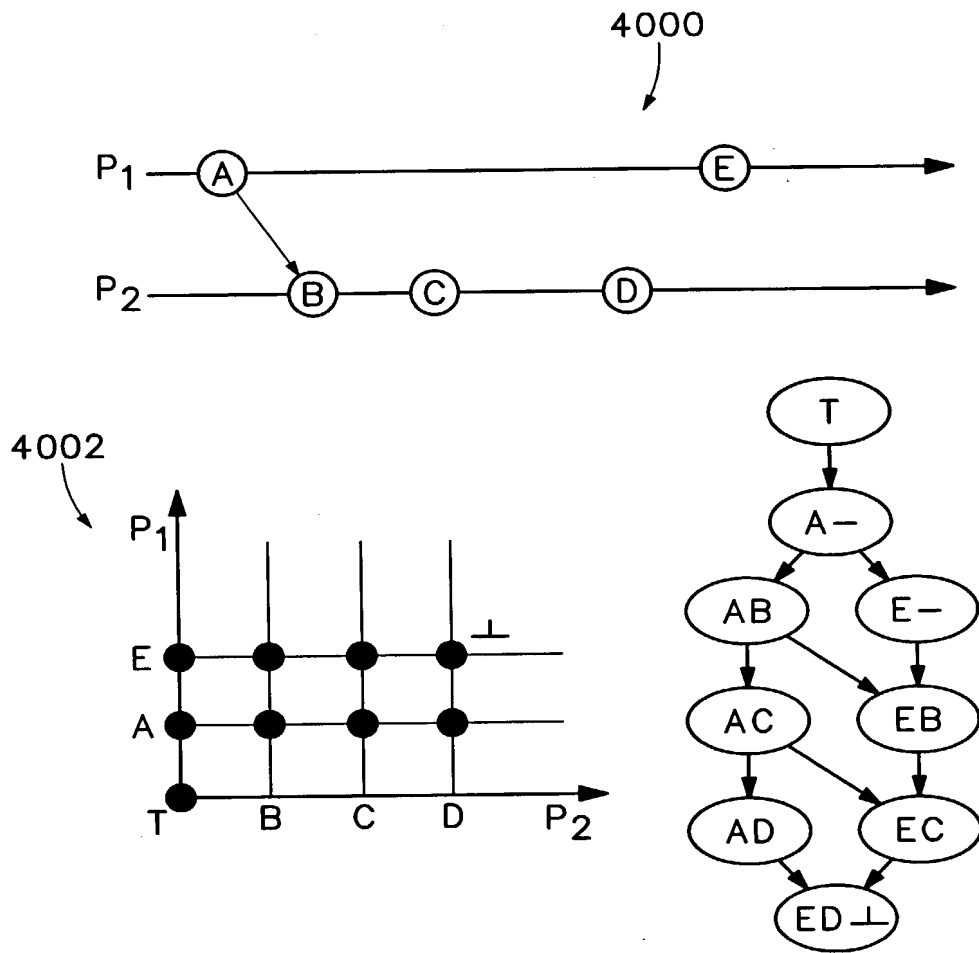 4000
P1 A E
P2 B C D
4002
P1
E ⊥
A
T B C D P2
T
A–
AB E–
AC EB
AD EC
ED⊥